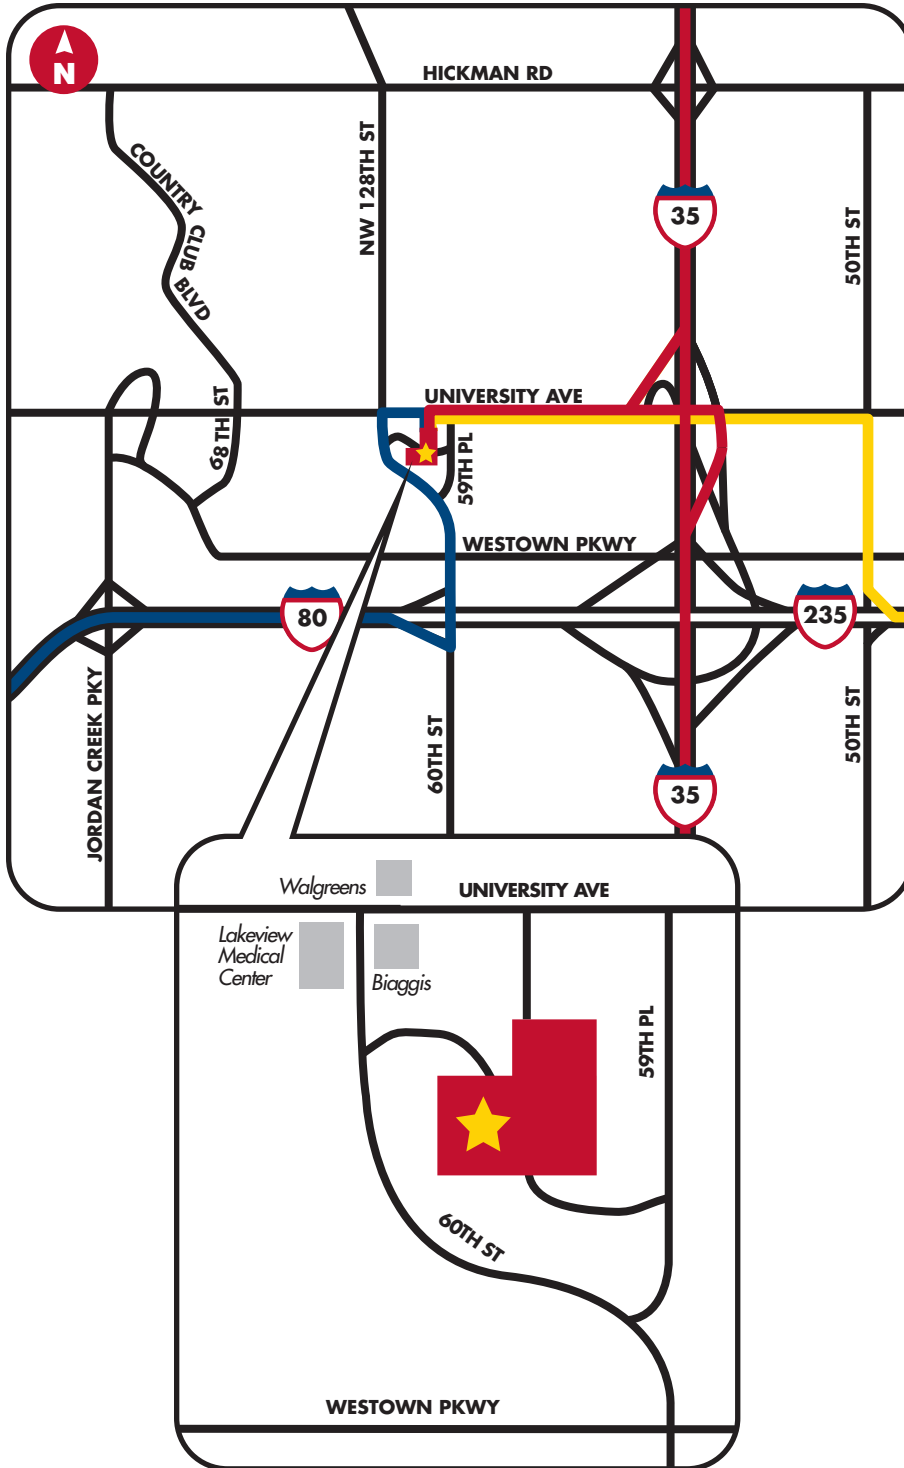 N
HICKMAN RD
COUNTRY CLUB BLVD
NW 128TH ST
35
50TH ST
68TH ST
UNIVERSITY AVE
59TH PL
WESTOWN PKWY
80
235
JORDAN CREEK PKY
60TH ST
35
50TH ST
Walgreens
UNIVERSITY AVE
Lakeview
Medical
Center
Biaggis
59TH PL
60TH ST
WESTOWN PKWY